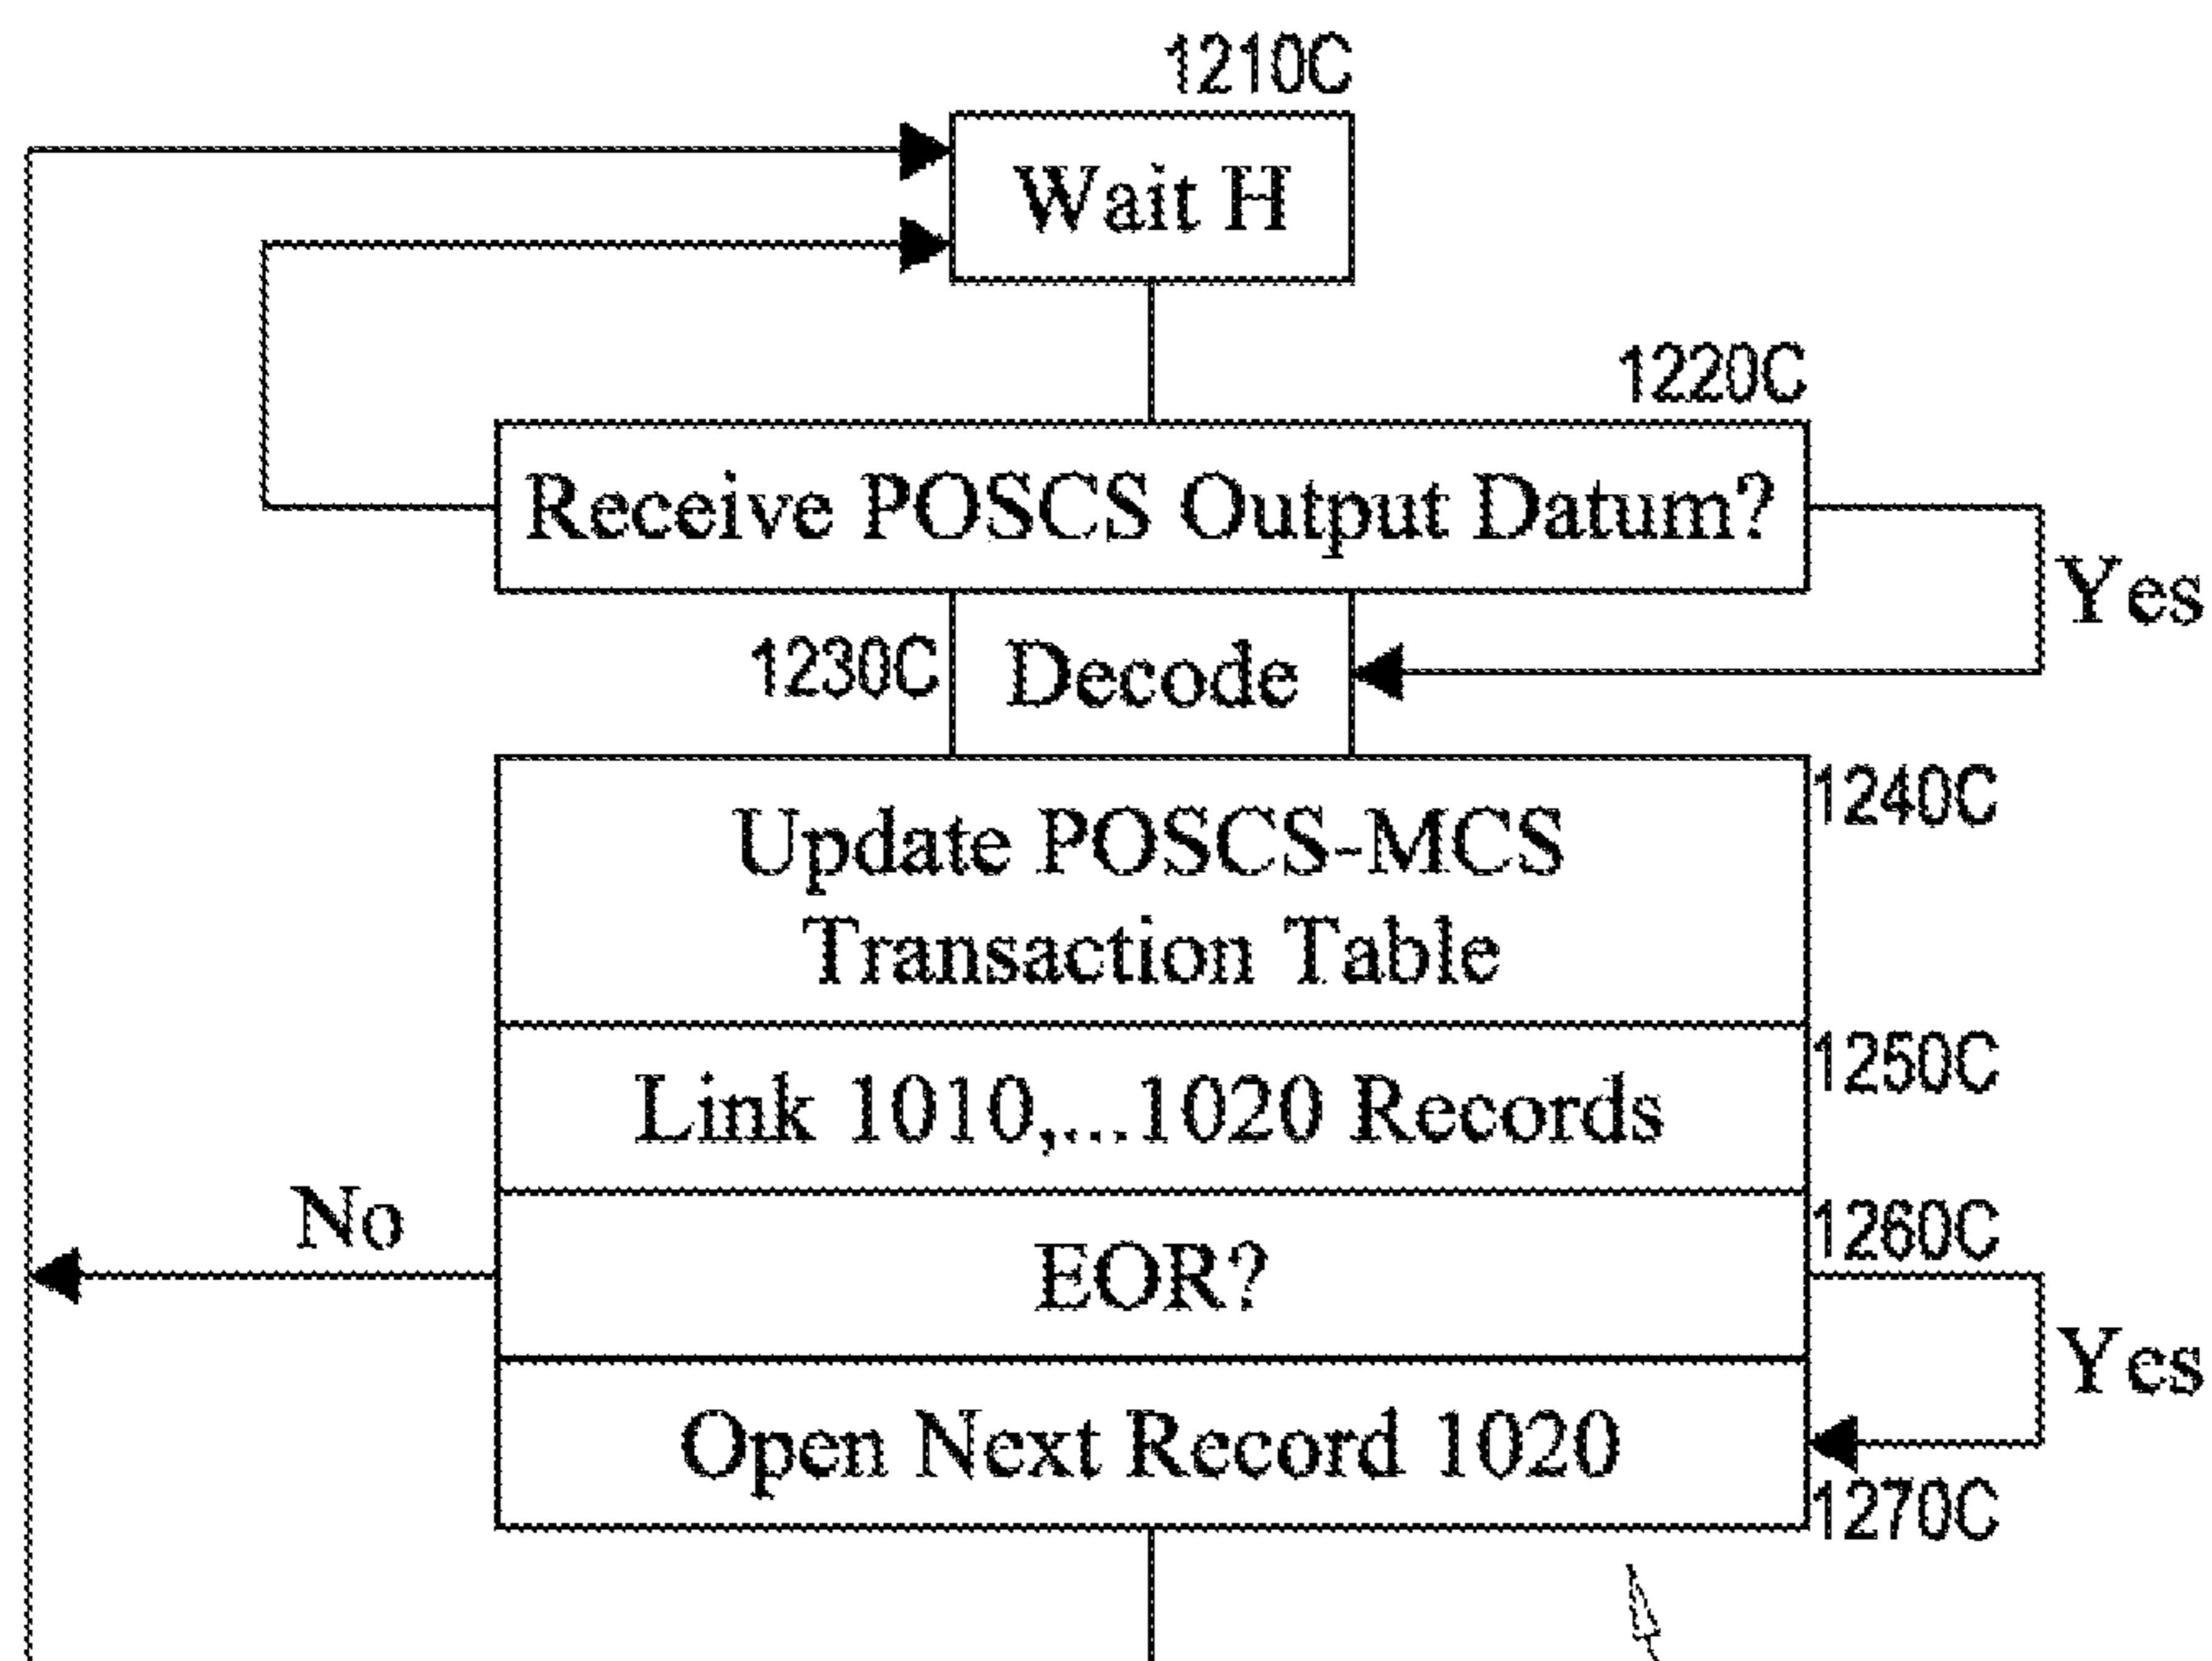 1210C
Wait H
1220C
Receive POSCS Output Datum?
Yes
1230C
Decode
1240C
Update POSCS-MCS
Transaction Table
1250C
Link 1010,...1020 Records
No
1260C
EOR?
Yes
Open Next Record 1020
1270C